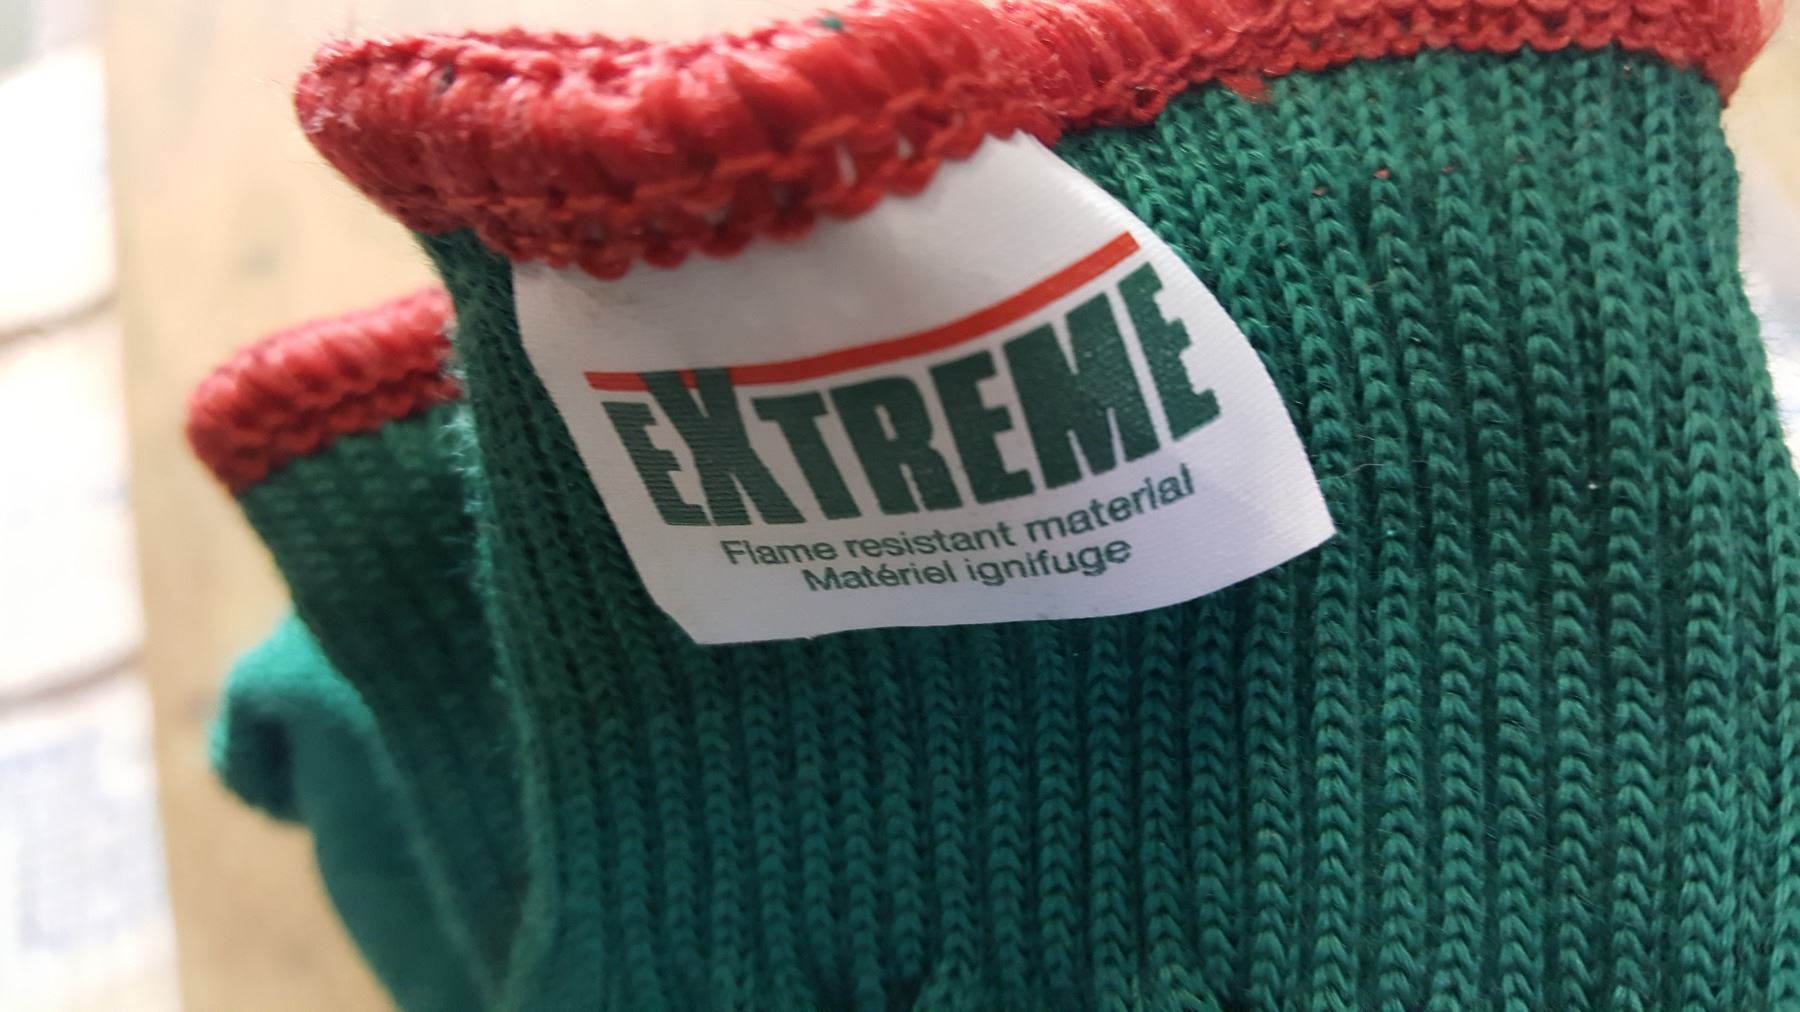 EXTREME
Flame resistant material
Matériel ignifuge